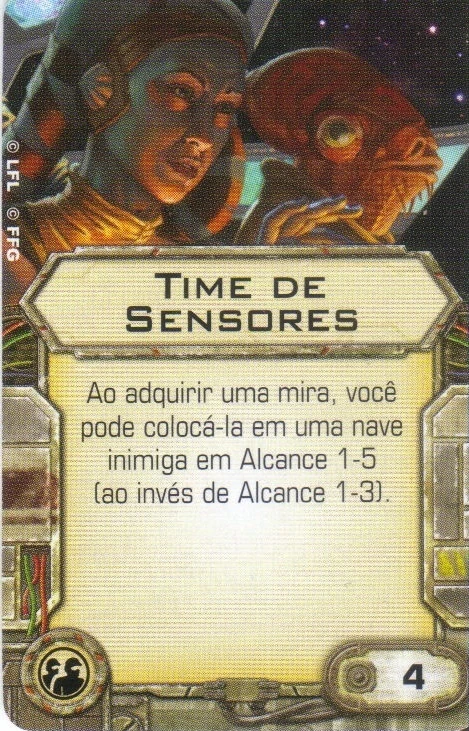 © LFL © FFG
TIME DE
SENSORES
Ao adquirir uma mira, você
pode colocá-la em uma nave
inimiga em Alcance 1-5
(ao invés de Alcance 1-3).
4